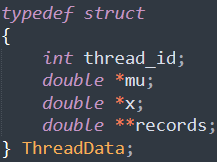 typedef struct
{
    int thread_id;
    double *mu;
    double *x;
    double **records;
} ThreadData;